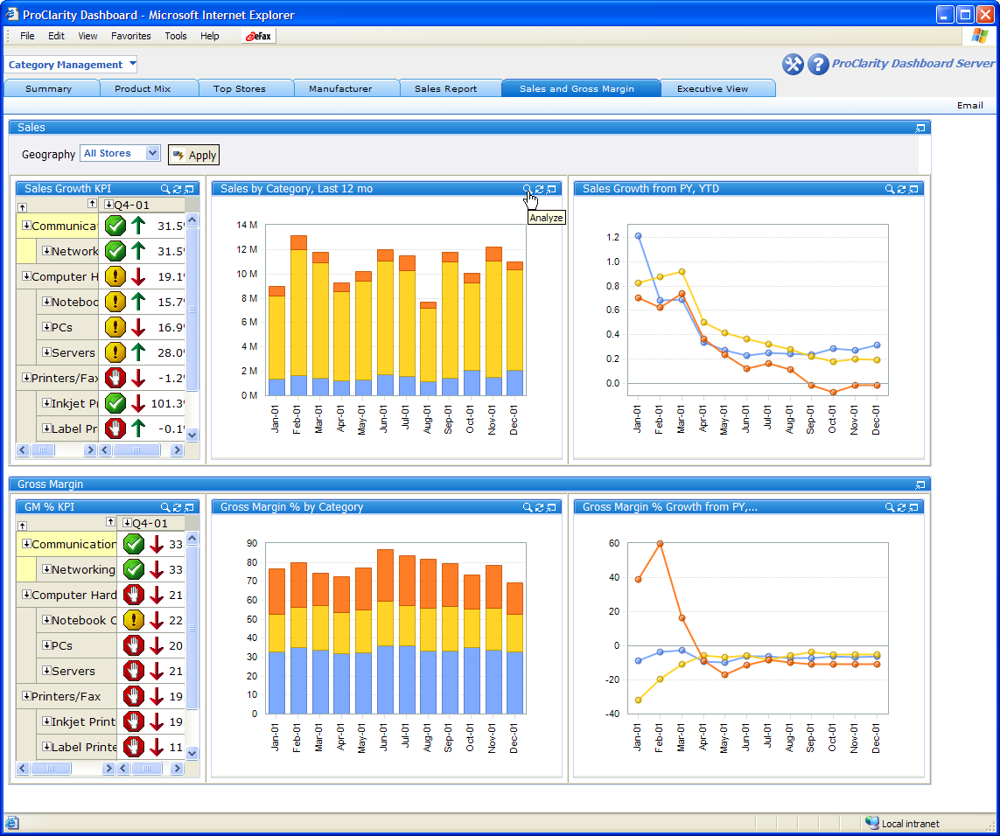 ProClarity Dashboard - Microsoft Internet Explorer
File Edit View Favorites Tools Help eFax
Category Management
ProClarity Dashboard Server
Summary Product Mix Top Stores Manufacturer Sales Report Sales and Gross Margin Executive View
Email
Sales
Geography All Stores Apply
Sales Growth KPI
Q4-01
Communica
31.5
Network
31.5
Computer H
19.1
Noteboo
15.7
PCs
16.9
Servers
28.0
Printers/Fax
-1.2
Inkjet Pr
101.3
Label Pr
-0.1
Sales by Category, Last 12 mo
Analyze
14 M
12 M
10 M
8 M
6 M
4 M
2 M
0 M
Jan-01 Feb-01 Mar-01 Apr-01 May-01 Jun-01 Jul-01 Aug-01 Sep-01 Oct-01 Nov-01 Dec-01
Sales Growth from PY, YTD
1.2
1.0
0.8
0.6
0.4
0.2
0.0
Jan-01 Feb-01 Mar-01 Apr-01 May-01 Jun-01 Jul-01 Aug-01 Sep-01 Oct-01 Nov-01 Dec-01
Gross Margin
GM % KPI
Q4-01
Communication
33
Networking
33
Computer Hard
21
Notebook C
22
PCs
20
Servers
21
Printers/Fax
19
Inkjet Print
19
Label Printe
11
Gross Margin % by Category
90
80
70
60
50
40
30
20
10
0
Jan-01 Feb-01 Mar-01 Apr-01 May-01 Jun-01 Jul-01 Aug-01 Sep-01 Oct-01 Nov-01 Dec-01
Gross Margin % Growth from PY,...
60
40
20
0
-20
-40
Jan-01 Feb-01 Mar-01 Apr-01 May-01 Jun-01 Jul-01 Aug-01 Sep-01 Oct-01 Nov-01 Dec-01
Local intranet